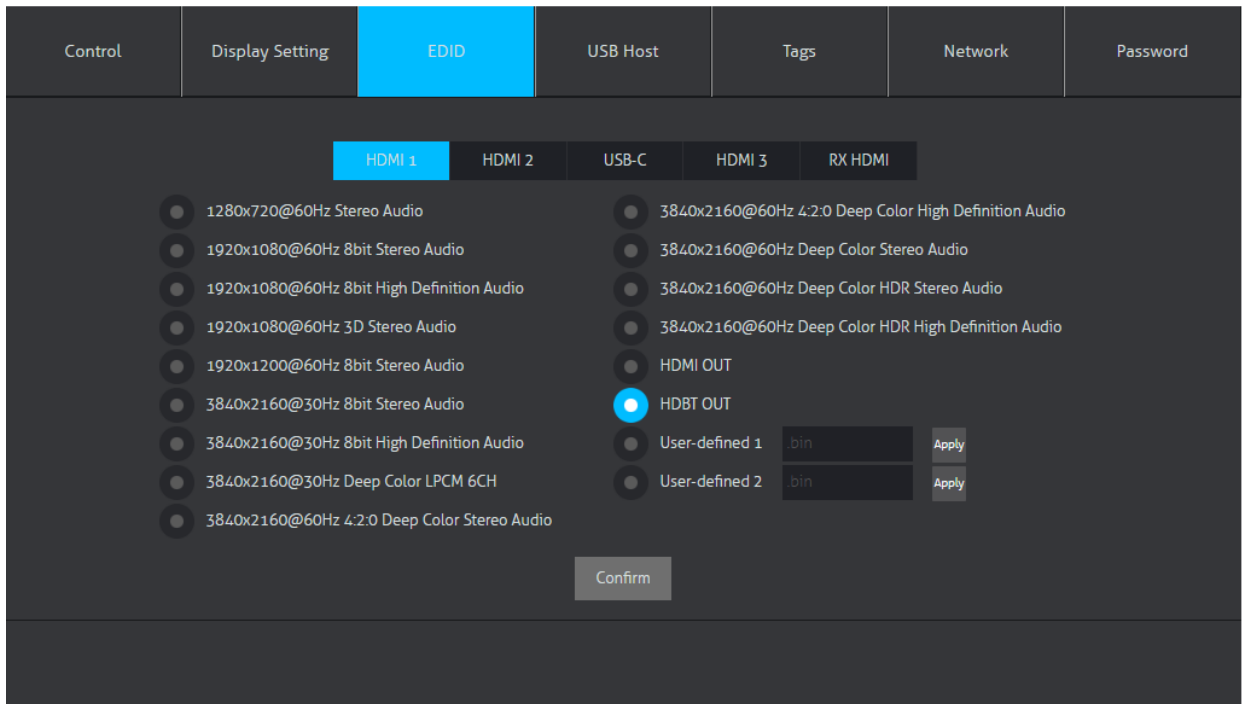 Control
Display Setting
EDID
USB Host
Tags
Network
Password
HDMI 1
HDMI 2
USB-C
HDMI 3
RX HDMI
1280x720@60Hz Stereo Audio
1920x1080@60Hz 8bit Stereo Audio
1920x1080@60Hz 8bit High Definition Audio
1920x1080@60Hz 3D Stereo Audio
1920x1200@60Hz 8bit Stereo Audio
3840x2160@30Hz 8bit Stereo Audio
3840x2160@30Hz 8bit High Definition Audio
3840x2160@30Hz Deep Color LPCM 6CH
3840x2160@60Hz 4:2:0 Deep Color Stereo Audio
3840x2160@60Hz 4:2:0 Deep Color High Definition Audio
3840x2160@60Hz Deep Color Stereo Audio
3840x2160@60Hz Deep Color HDR Stereo Audio
3840x2160@60Hz Deep Color HDR High Definition Audio
HDMI OUT
HDBT OUT
User-defined 1 .bin Apply
User-defined 2 .bin Apply
Confirm